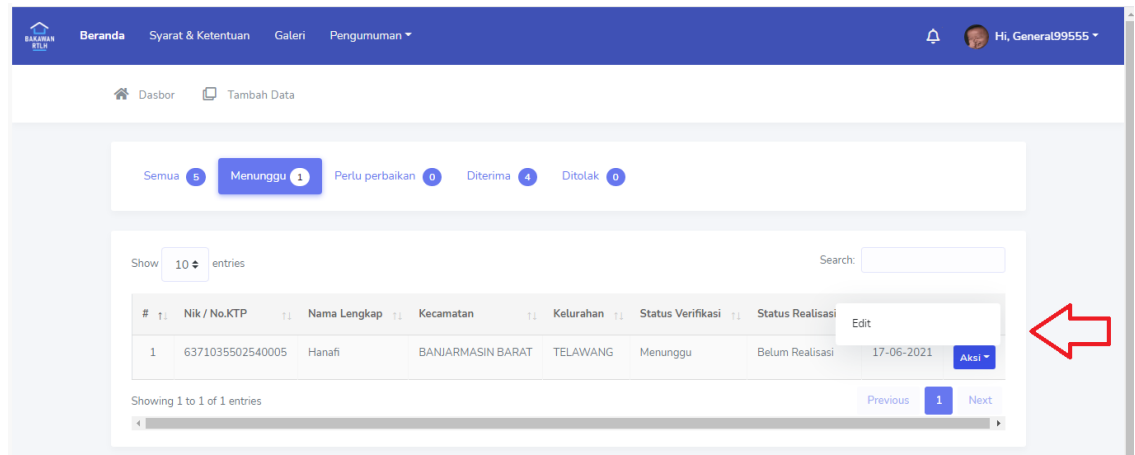 BAKAWAN
RTLH
Beranda Syarat & Ketentuan Galeri Pengumuman Hi, General99555
Dasbor Tambah Data
Semua 5 Menunggu 1 Perlu perbaikan 0 Diterima 4 Ditolak 0
Show 10 entries Search:
# Nik / No.KTP Nama Lengkap Kecamatan Kelurahan Status Verifikasi Status Realisasi
Edit
1 6371035502540005 Hanafi BANJARMASIN BARAT TELAWANG Menunggu Belum Realisasi 17-06-2021 Aksi
Showing 1 to 1 of 1 entries Previous 1 Next